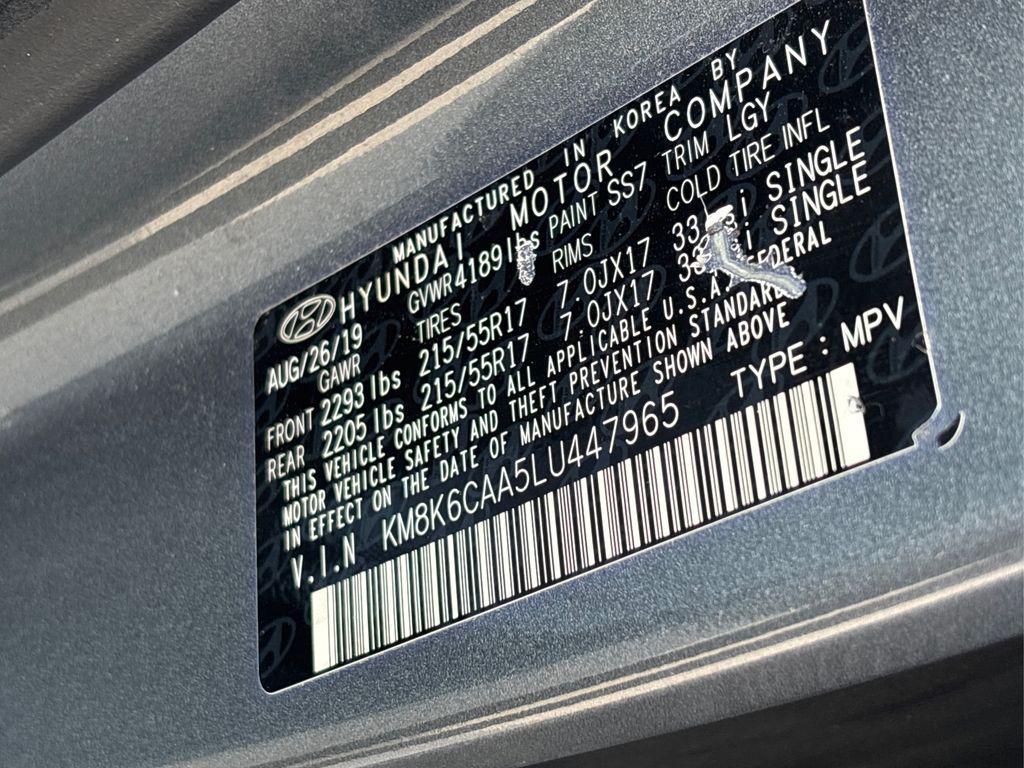 MANUFACTURED IN KOREA BY
HYUNDAI MOTOR COMPANY
AUG/26/19 GVWR 4189 lbs PAINT SS7 TRIM LGY
GAWR TIRES RIMS COLD TIRE INFL
FRONT 2293 lbs 215/55R17 7.0JX17 33 SINGLE
REAR 2205 lbs 215/55R17 7.0JX17 SINGLE
THIS VEHICLE CONFORMS TO ALL APPLICABLE U.S.A. FEDERAL
MOTOR VEHICLE SAFETY AND THEFT PREVENTION STANDARDS
IN EFFECT ON THE DATE OF MANUFACTURE SHOWN ABOVE
V.I.N KM8K6CAA5LU447965 TYPE : MPV